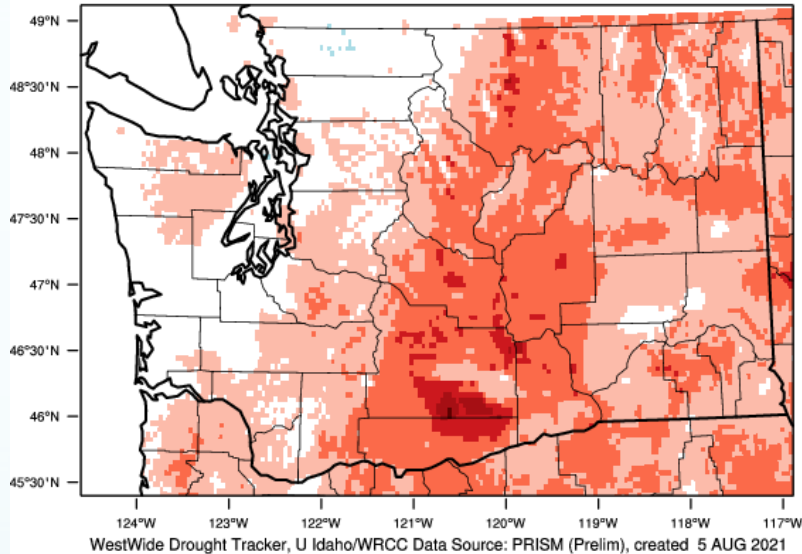 49°N
48°30'N
48°N
47°30'N
47°N
46°30'N
46°N
45°30'N
124°W 123°W 122°W 121°W 120°W 119°W 118°W 117°W
WestWide Drought Tracker, U Idaho/WRCC Data Source: PRISM (Prelim), created 5 AUG 2021